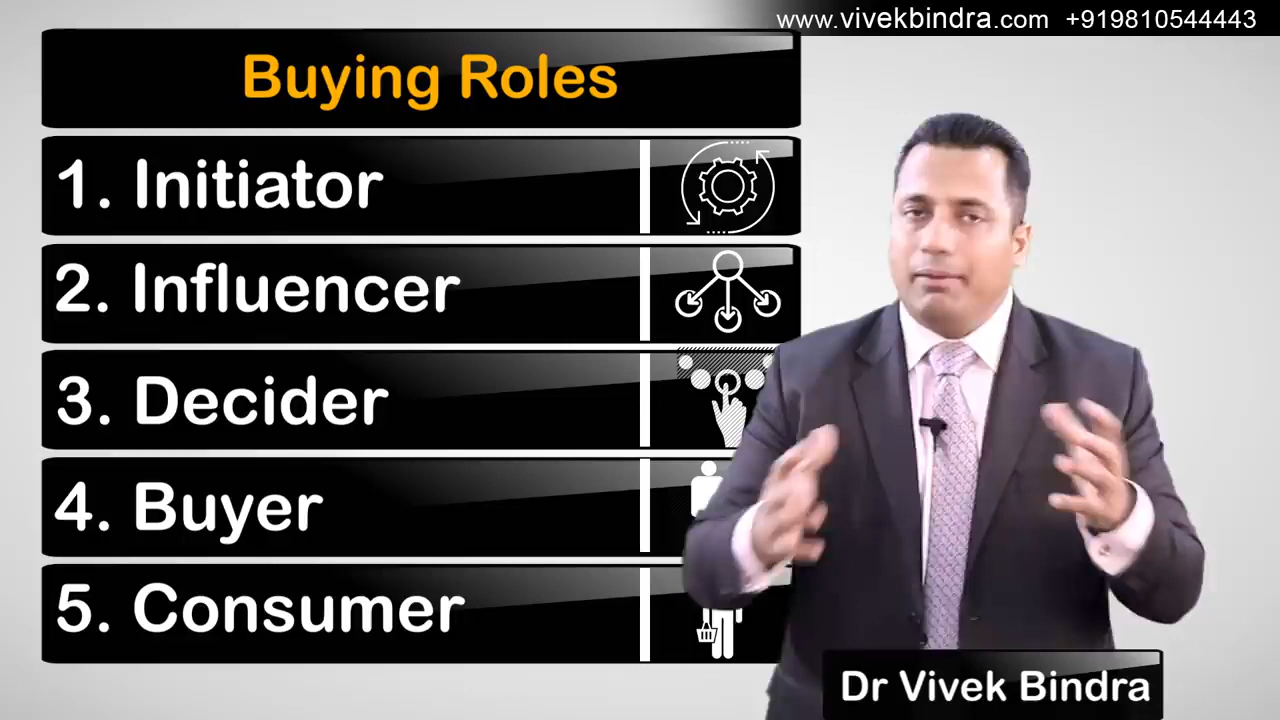 www.vivekbindra.com +919810544443
Buying Roles
1. Initiator
2. Influencer
3. Decider
4. Buyer
5. Consumer
Dr Vivek Bindra